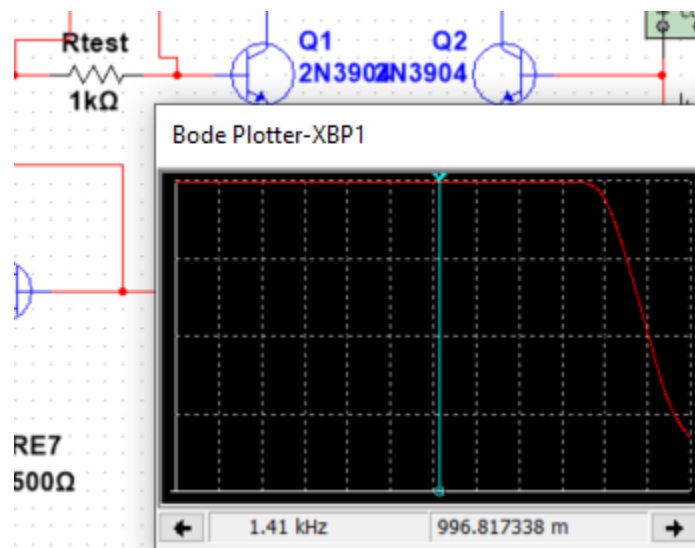 Rtest
1kΩ
Q1
2N3904
Q2
2N3904
Bode Plotter-XBP1
RE7
500Ω
1.41 kHz
996.817338 m